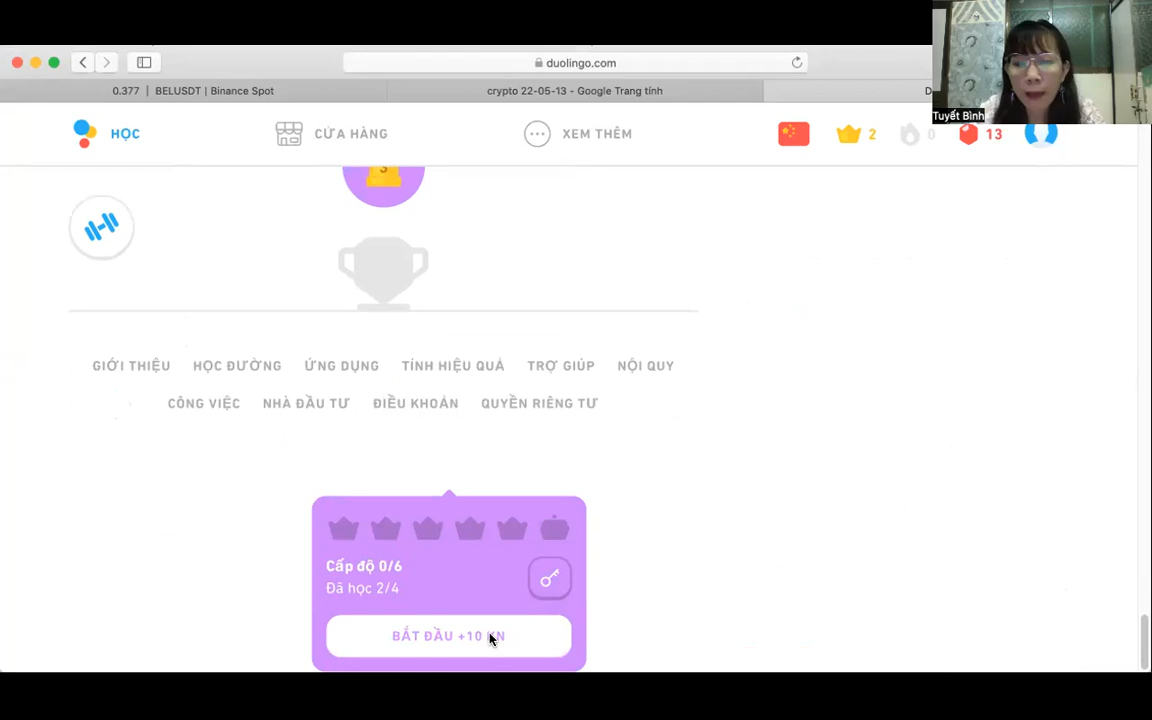 duolingo.com
0.377 | BELUSDT | Binance Spot
crypto 22-05-13 - Google Trang tính
D
Tuyết Bình
HỌC
CỬA HÀNG
XEM THÊM
2
0
13
3
GIỚI THIỆU
HỌC ĐƯỜNG
ỨNG DỤNG
TÍNH HIỆU QUẢ
TRỢ GIÚP
NỘI QUY
CÔNG VIỆC
NHÀ ĐẦU TƯ
ĐIỀU KHOẢN
QUYỀN RIÊNG TƯ
Cấp độ 0/6
Đã học 2/4
BẮT ĐẦU +10 KN